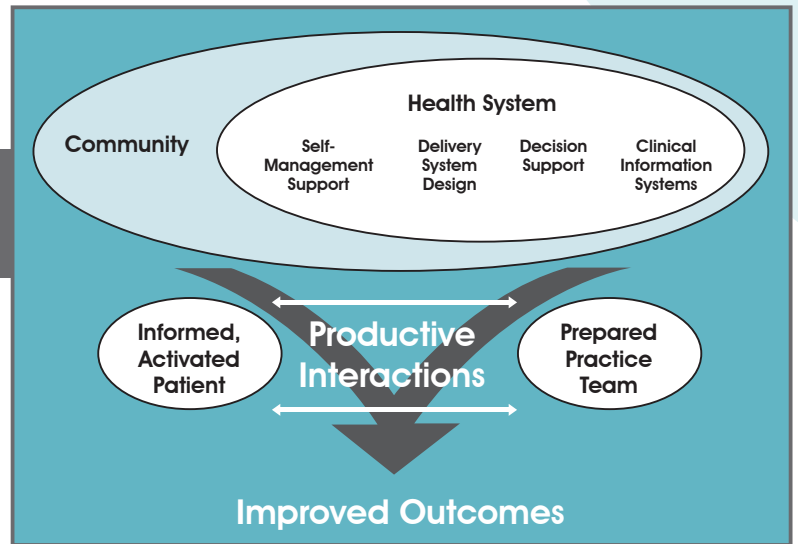 Health System
Community
Self-
Management
Support
Delivery
System
Design
Decision
Support
Clinical
Information
Systems
Informed,
Activated
Patient
Productive
Interactions
Prepared
Practice
Team
Improved Outcomes